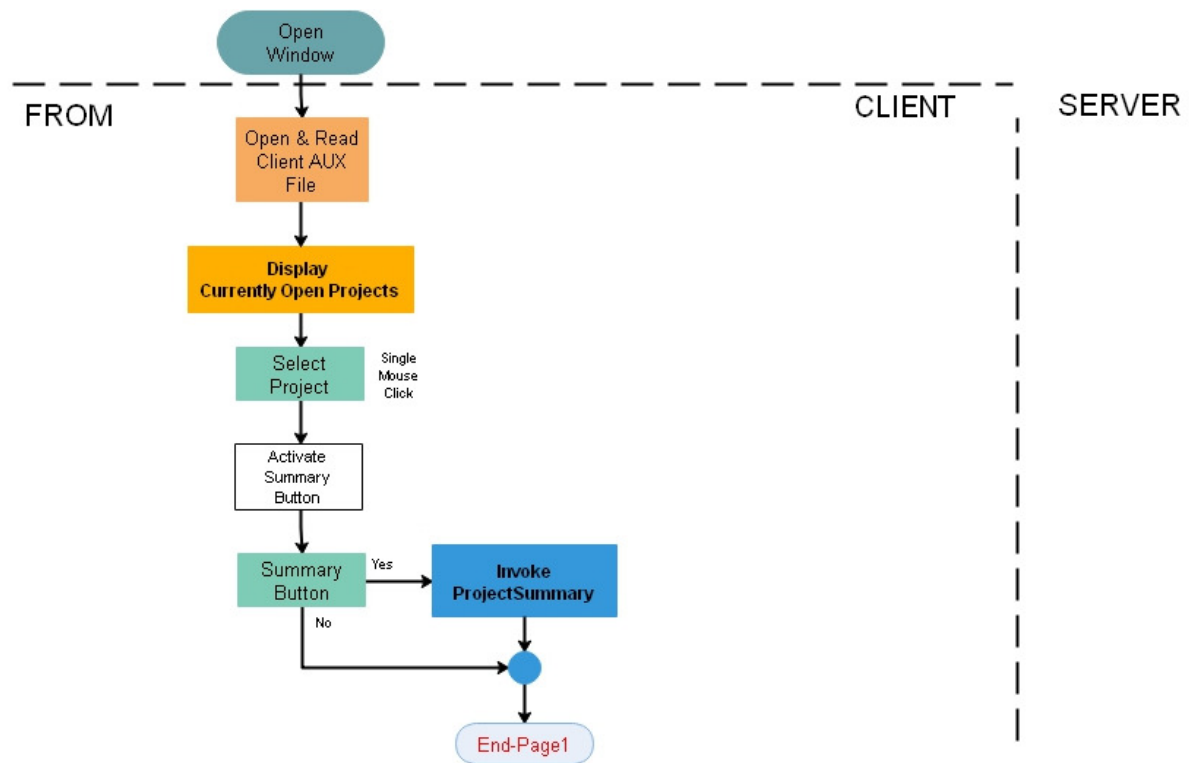 Open
Window
FROM
CLIENT
SERVER
Open & Read
Client AUX
File
Display
Currently Open Projects
Select
Project
Single
Mouse
Click
Activate
Summary
Button
Summary
Button
Yes
Invoke
ProjectSummary
No
End-Page1